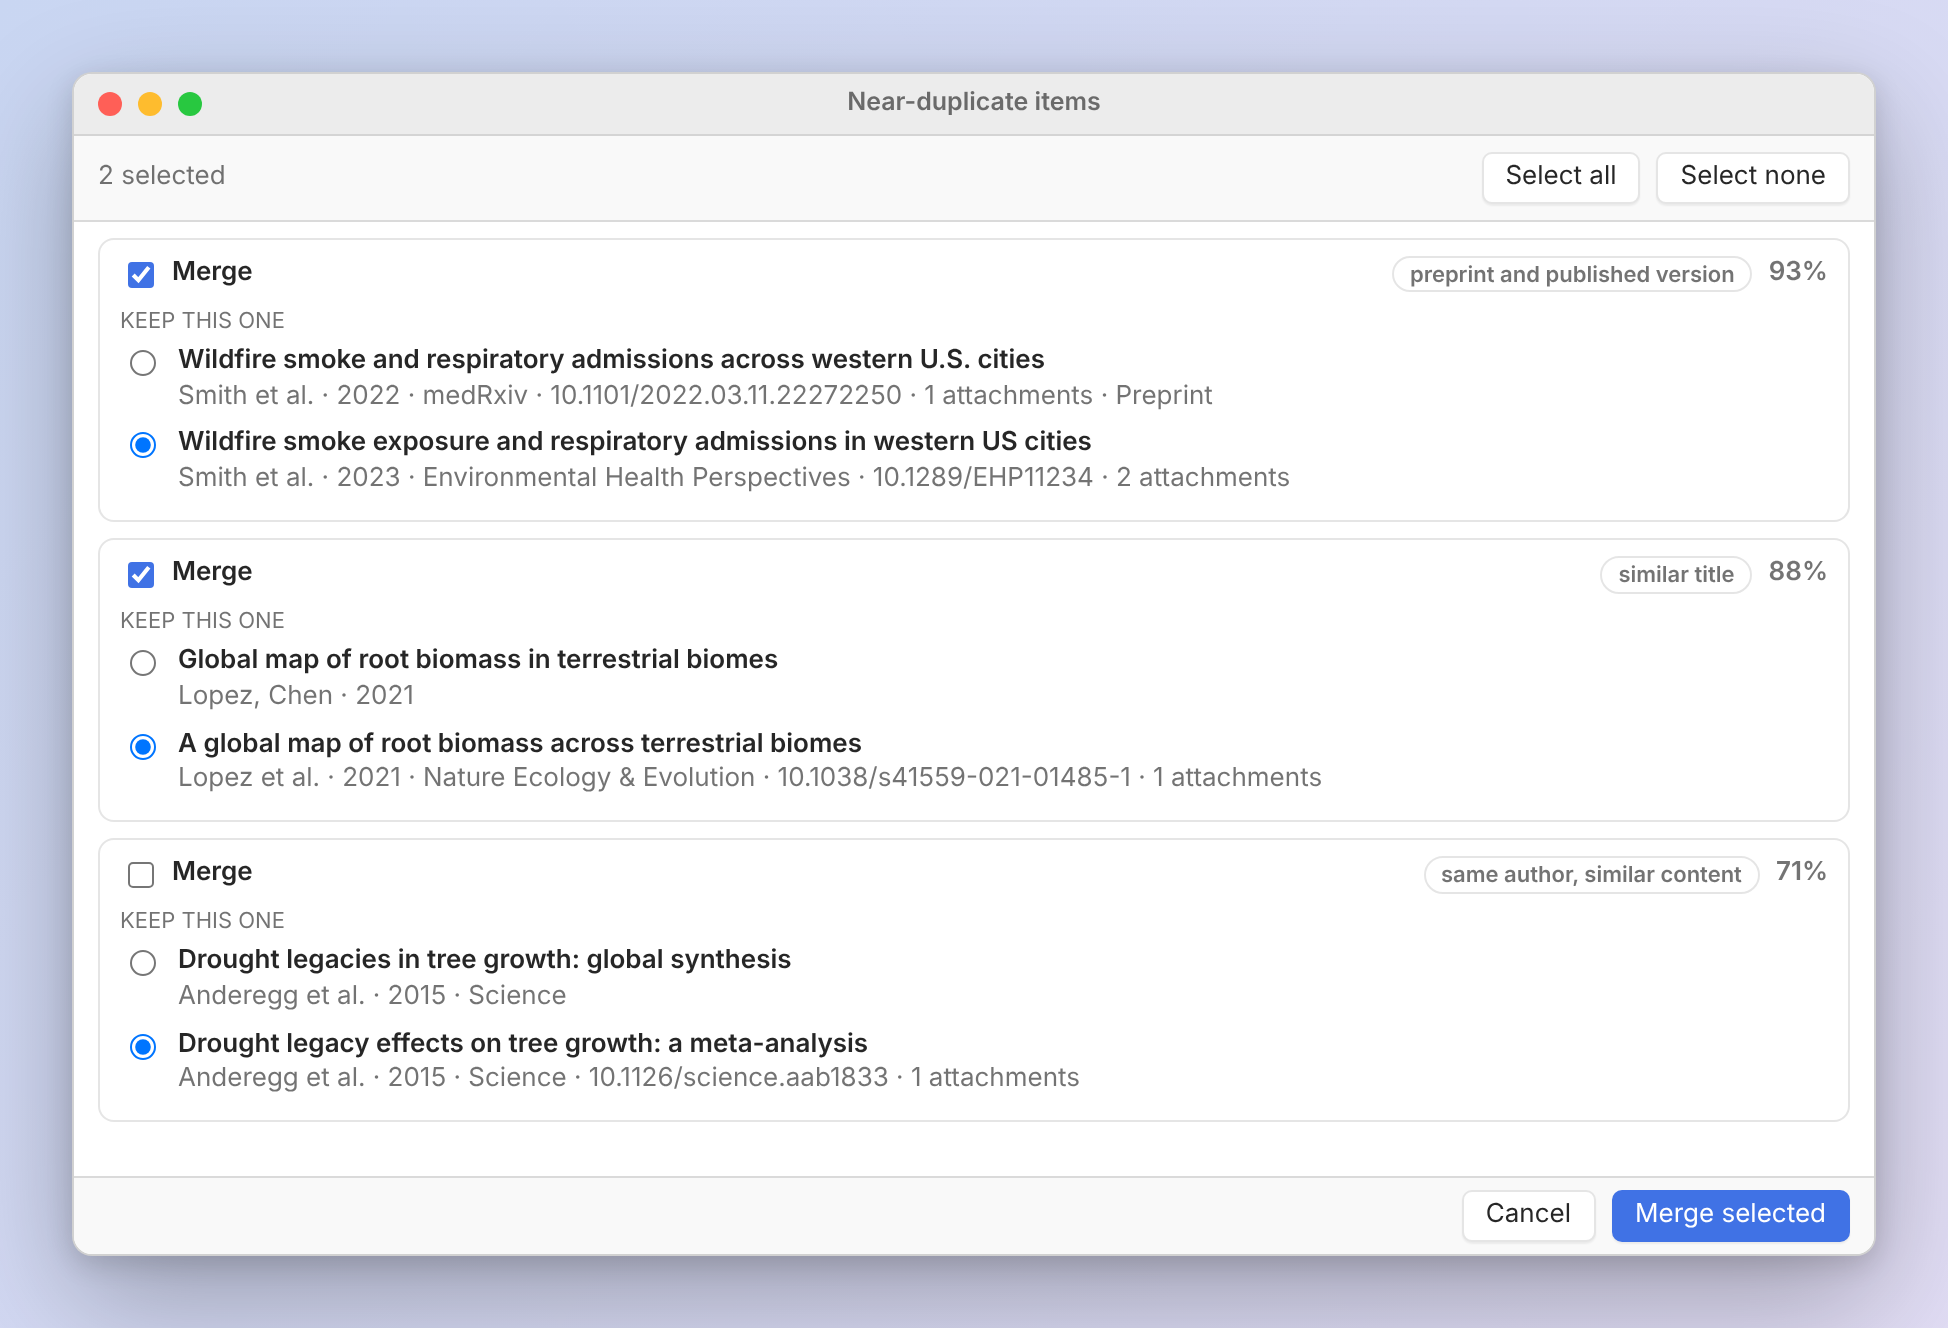 Near-duplicate items
2 selected
Select all
Select none
Merge
preprint and published version
93%
KEEP THIS ONE
Wildfire smoke and respiratory admissions across western U.S. cities
Smith et al. · 2022 · medRxiv · 10.1101/2022.03.11.22272250 · 1 attachments · Preprint
Wildfire smoke exposure and respiratory admissions in western US cities
Smith et al. · 2023 · Environmental Health Perspectives · 10.1289/EHP11234 · 2 attachments
Merge
similar title
88%
KEEP THIS ONE
Global map of root biomass in terrestrial biomes
Lopez, Chen · 2021
A global map of root biomass across terrestrial biomes
Lopez et al. · 2021 · Nature Ecology & Evolution · 10.1038/s41559-021-01485-1 · 1 attachments
Merge
same author, similar content
71%
KEEP THIS ONE
Drought legacies in tree growth: global synthesis
Anderegg et al. · 2015 · Science
Drought legacy effects on tree growth: a meta-analysis
Anderegg et al. · 2015 · Science · 10.1126/science.aab1833 · 1 attachments
Cancel
Merge selected